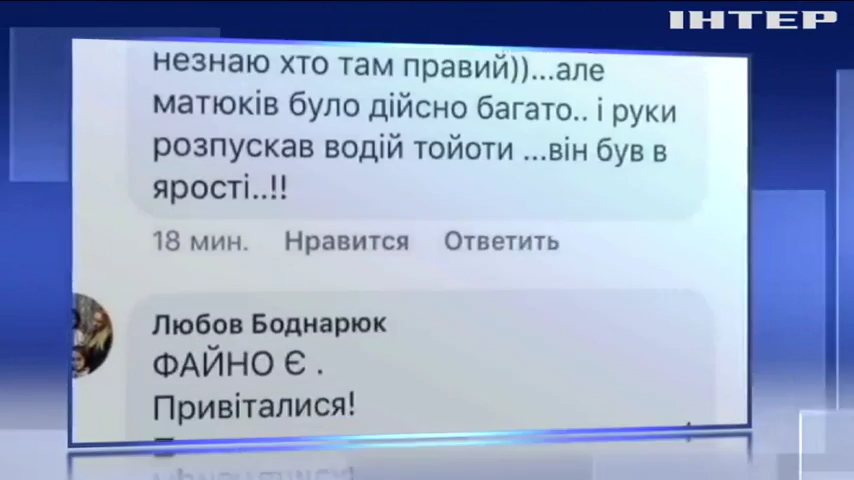 ІНТЕР
незнаю хто там правий))...але
матюків було дійсно багато.. і руки
розпускав водій тойоти ...він був в
ярості..!!
18 мин. Нравится Ответить
Любов Боднарюк
ФАЙНО Є .
Привіталися!